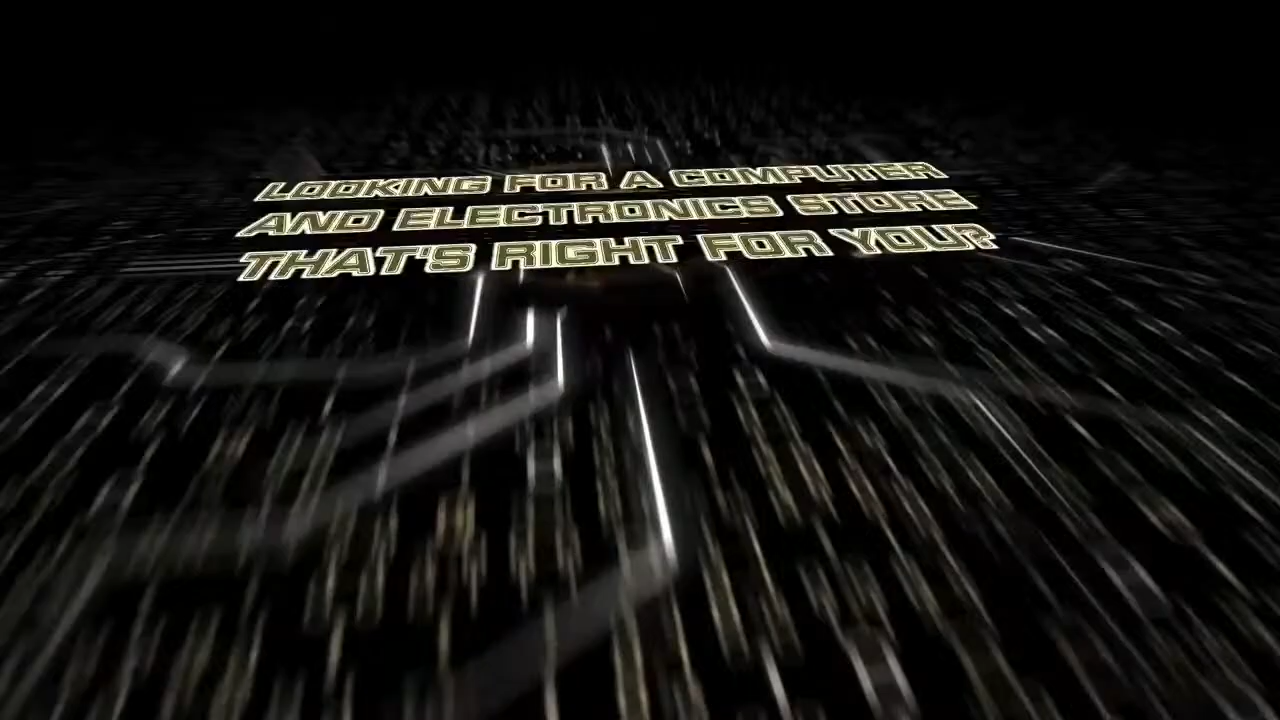 LOOKING FOR A COMPUTER
AND ELECTRONICS STORE
THAT'S RIGHT FOR YOU?